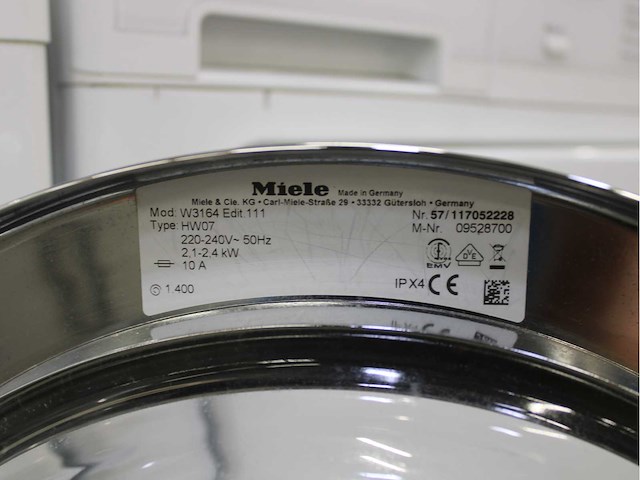 Miele Made in Germany
Miele & Cie. KG • Carl-Miele-Straße 29 • 33332 Gütersloh • Germany
Mod: W3164 Edit.111 Nr. 57/117052228
Type: HW07 M-Nr. 09528700
220-240V~ 50Hz
2,1-2,4 kW
10 A
1.400
EMV
VDE
IPX4 CE